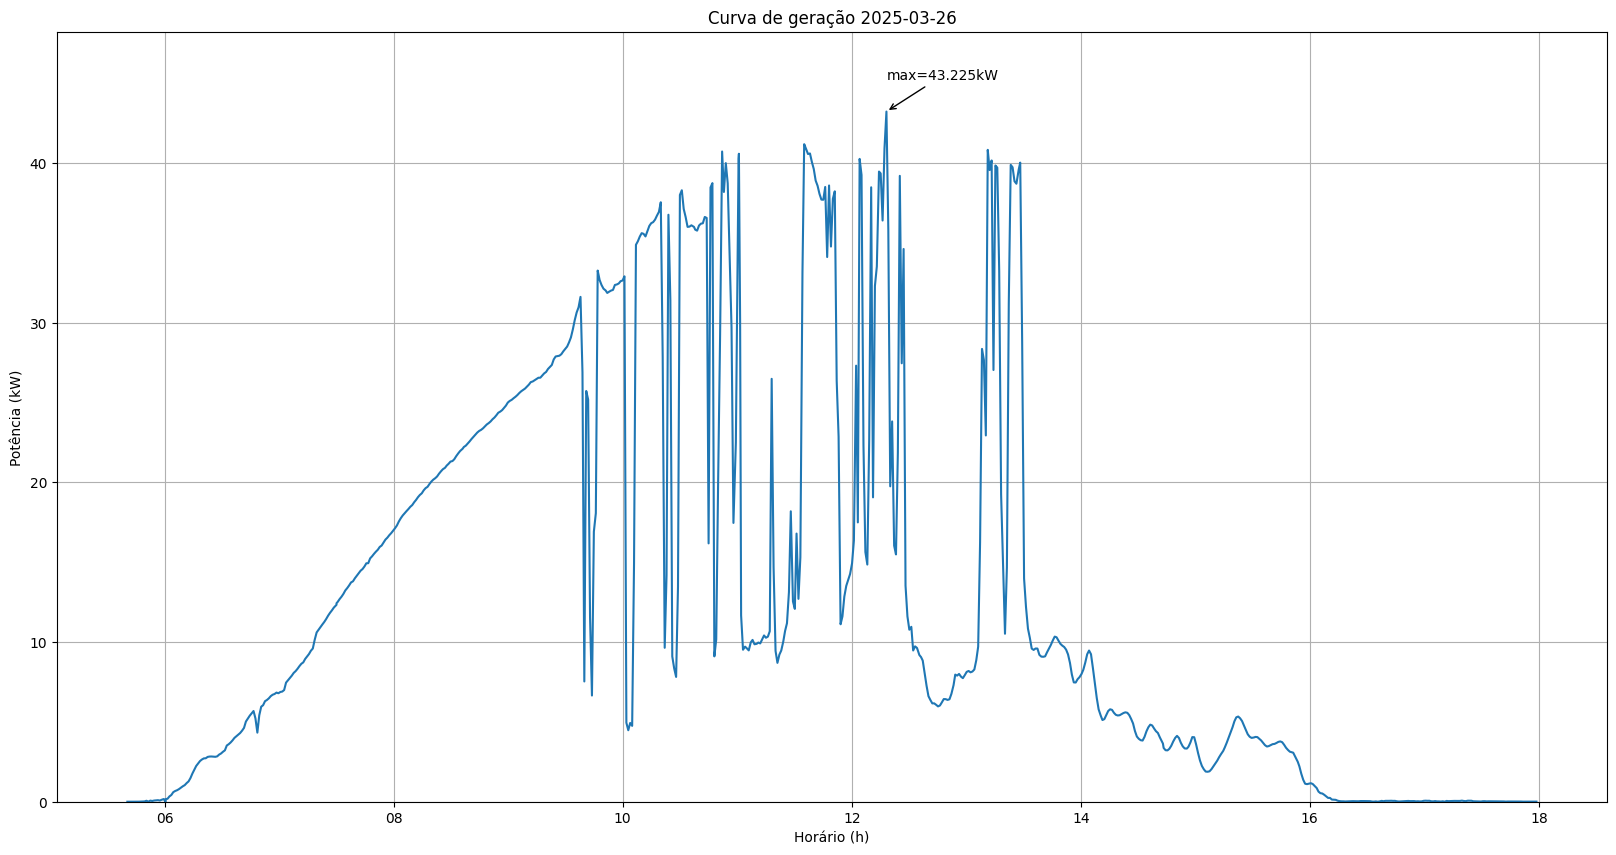 Curva de geração 2025-03-26
max=43.225kW
Potência (kW)
40
30
20
10
0
06 08 10 12 14 16 18
Horário (h)